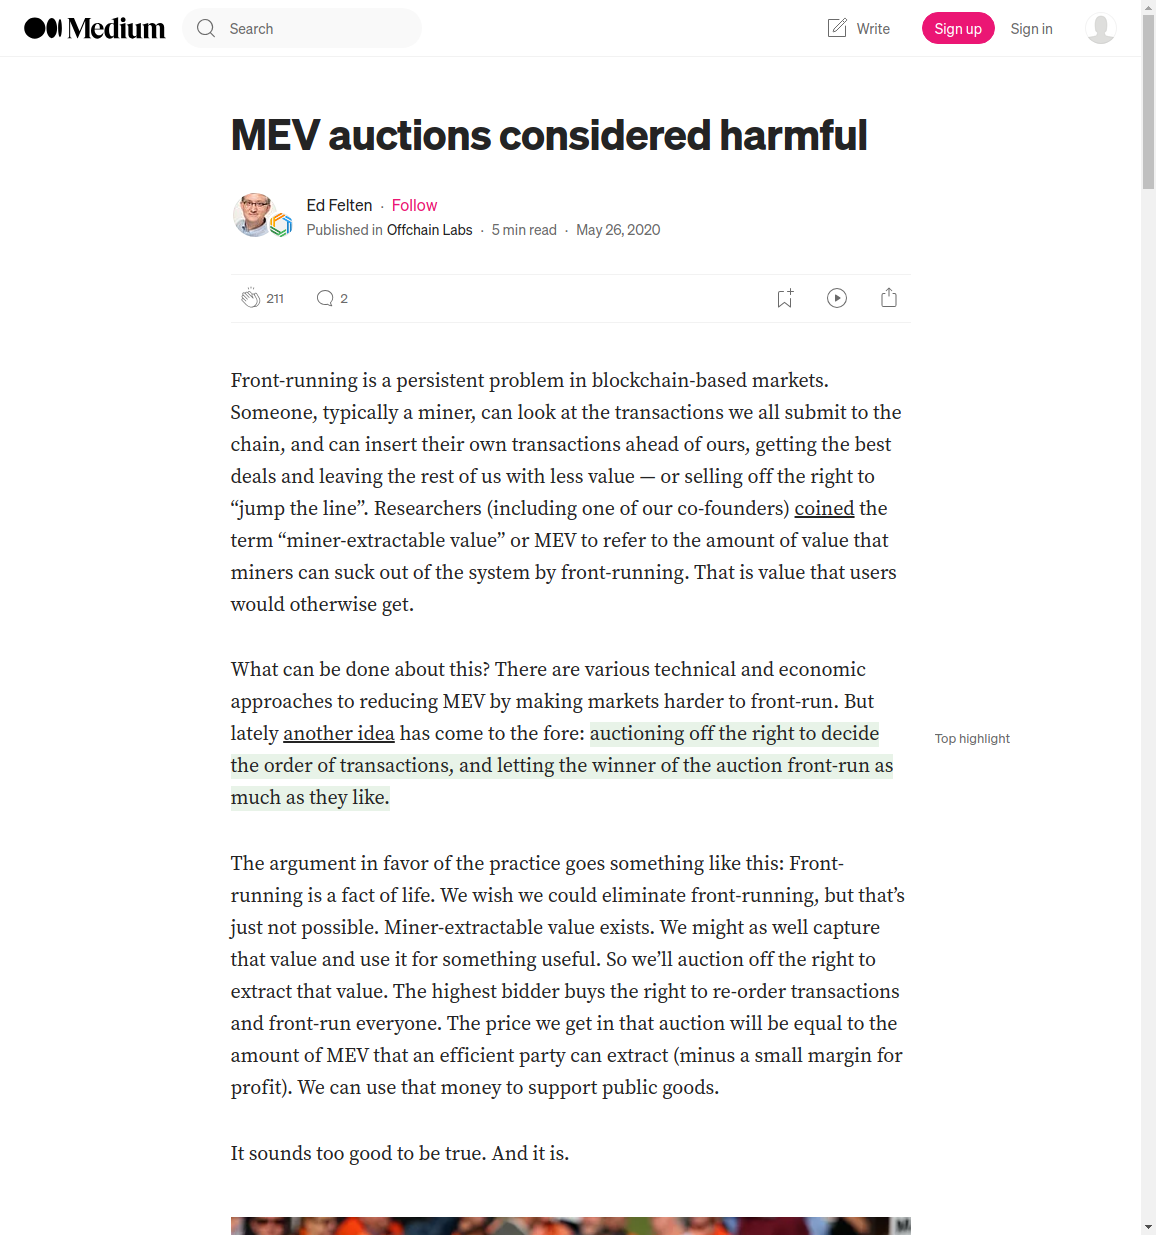 Medium
Search
Write
Sign up
Sign in
MEV auctions considered harmful
Ed Felten · Follow
Published in Offchain Labs · 5 min read · May 26, 2020
211
2
Front-running is a persistent problem in blockchain-based markets.
Someone, typically a miner, can look at the transactions we all submit to the
chain, and can insert their own transactions ahead of ours, getting the best
deals and leaving the rest of us with less value — or selling off the right to
“jump the line”. Researchers (including one of our co-founders) coined the
term “miner-extractable value” or MEV to refer to the amount of value that
miners can suck out of the system by front-running. That is value that users
would otherwise get.
What can be done about this? There are various technical and economic
approaches to reducing MEV by making markets harder to front-run. But
lately another idea has come to the fore: auctioning off the right to decide
the order of transactions, and letting the winner of the auction front-run as
much as they like.
Top highlight
The argument in favor of the practice goes something like this: Front-
running is a fact of life. We wish we could eliminate front-running, but that’s
just not possible. Miner-extractable value exists. We might as well capture
that value and use it for something useful. So we’ll auction off the right to
extract that value. The highest bidder buys the right to re-order transactions
and front-run everyone. The price we get in that auction will be equal to the
amount of MEV that an efficient party can extract (minus a small margin for
profit). We can use that money to support public goods.
It sounds too good to be true. And it is.